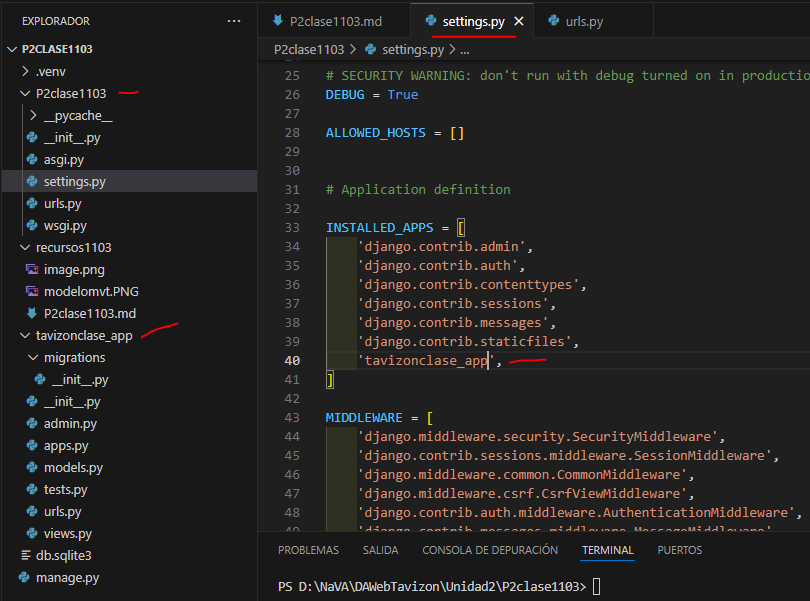 EXPLORADOR
P2CLASE1103
.venv
P2clase1103
__pycache__
__init__.py
asgi.py
settings.py
urls.py
wsgi.py
recursos1103
image.png
modelomvt.PNG
P2clase1103.md
tavizonclase_app
migrations
__init__.py
__init__.py
admin.py
apps.py
models.py
tests.py
urls.py
views.py
db.sqlite3
manage.py
P2clase1103.md
settings.py
urls.py
P2clase1103 > settings.py > ...
25 # SECURITY WARNING: don't run with debug turned on in productio
26 DEBUG = True
27
28 ALLOWED_HOSTS = []
29
30
31 # Application definition
32
33 INSTALLED_APPS = [
34 'django.contrib.admin',
35 'django.contrib.auth',
36 'django.contrib.contenttypes',
37 'django.contrib.sessions',
38 'django.contrib.messages',
39 'django.contrib.staticfiles',
40 'tavizonclase_app',
41 ]
42
43 MIDDLEWARE = [
44 'django.middleware.security.SecurityMiddleware',
45 'django.contrib.sessions.middleware.SessionMiddleware',
46 'django.middleware.common.CommonMiddleware',
47 'django.middleware.csrf.CsrfViewMiddleware',
48 'django.contrib.auth.middleware.AuthenticationMiddleware',
49 'django.contrib.messages.middleware.MessageMiddleware'
PROBLEMAS SALIDA CONSOLA DE DEPURACIÓN TERMINAL PUERTOS
PS D:\NaVA\DAWebTavizon\Unidad2\P2clase1103>